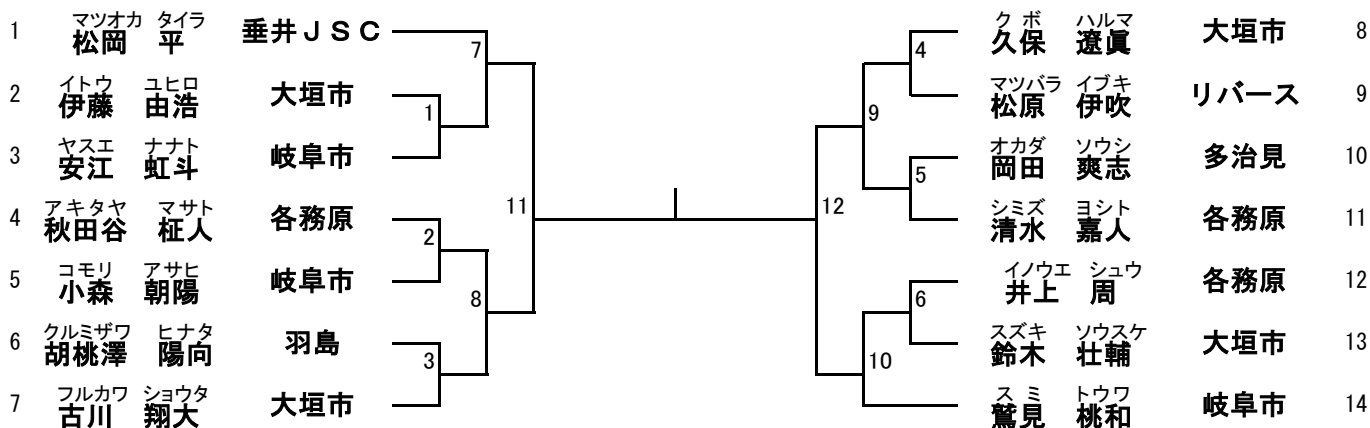 マツオカ タイラ
1 松岡 平 垂井ＪＳＣ
イトウ ユヒロ
2 伊藤 由浩 大垣市
ヤスエ ナナト
3 安江 虹斗 岐阜市
アキタヤ マサト
4 秋田谷 柾人 各務原
コモリ アサヒ
5 小森 朝陽 岐阜市
クルミザワ ヒナタ
6 胡桃澤 陽向 羽島
フルカワ ショウタ
7 古川 翔大 大垣市
7
1
11
2
8
3
4
9
5
12
6
10
クボ ハルマ
久保 遼眞 大垣市 8
マツバラ イブキ
松原 伊吹 リバース 9
オカダ ソウシ
岡田 爽志 多治見 10
シミズ ヨシト
清水 嘉人 各務原 11
イノウエ シュウ
井上 周 各務原 12
スズキ ソウスケ
鈴木 壮輔 大垣市 13
スミ トウワ
鷲見 桃和 岐阜市 14